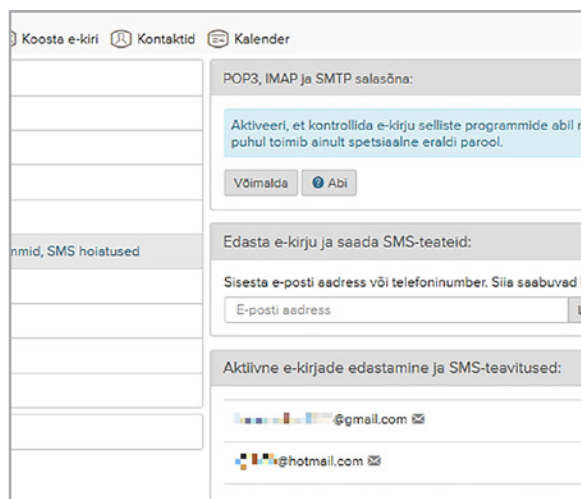 Koosta e-kiri Kontaktid Kalender
POP3, IMAP ja SMTP salasõna:
Aktiveeri, et kontrollida e-kirju selliste programmide abil
puhul toimib ainult spetsiaalne eraldi parool.
Võimalda Abi
SMS hoiatused
Edasta e-kirju ja saada SMS-teateid:
Sisesta e-posti aadress või telefoninumber. Siia saabuvad
E-posti aadress
Aktiivne e-kirjade edastamine ja SMS-teavitused:
@gmail.com
@hotmail.com